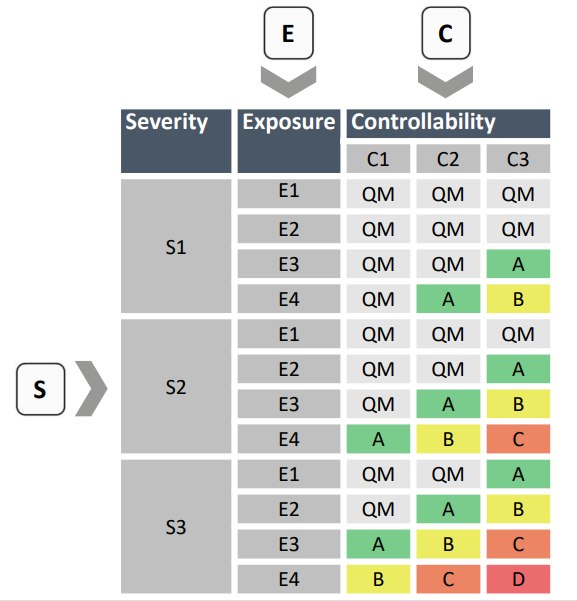 E C
Severity Exposure Controllability
C1 C2 C3
E1 QM QM QM
E2 QM QM QM
S1
E3 QM QM A
E4 QM A B
E1 QM QM QM
E2 QM QM A
S S2
E3 QM A B
E4 A B C
E1 QM QM A
E2 QM A B
S3
E3 A B C
E4 B C D